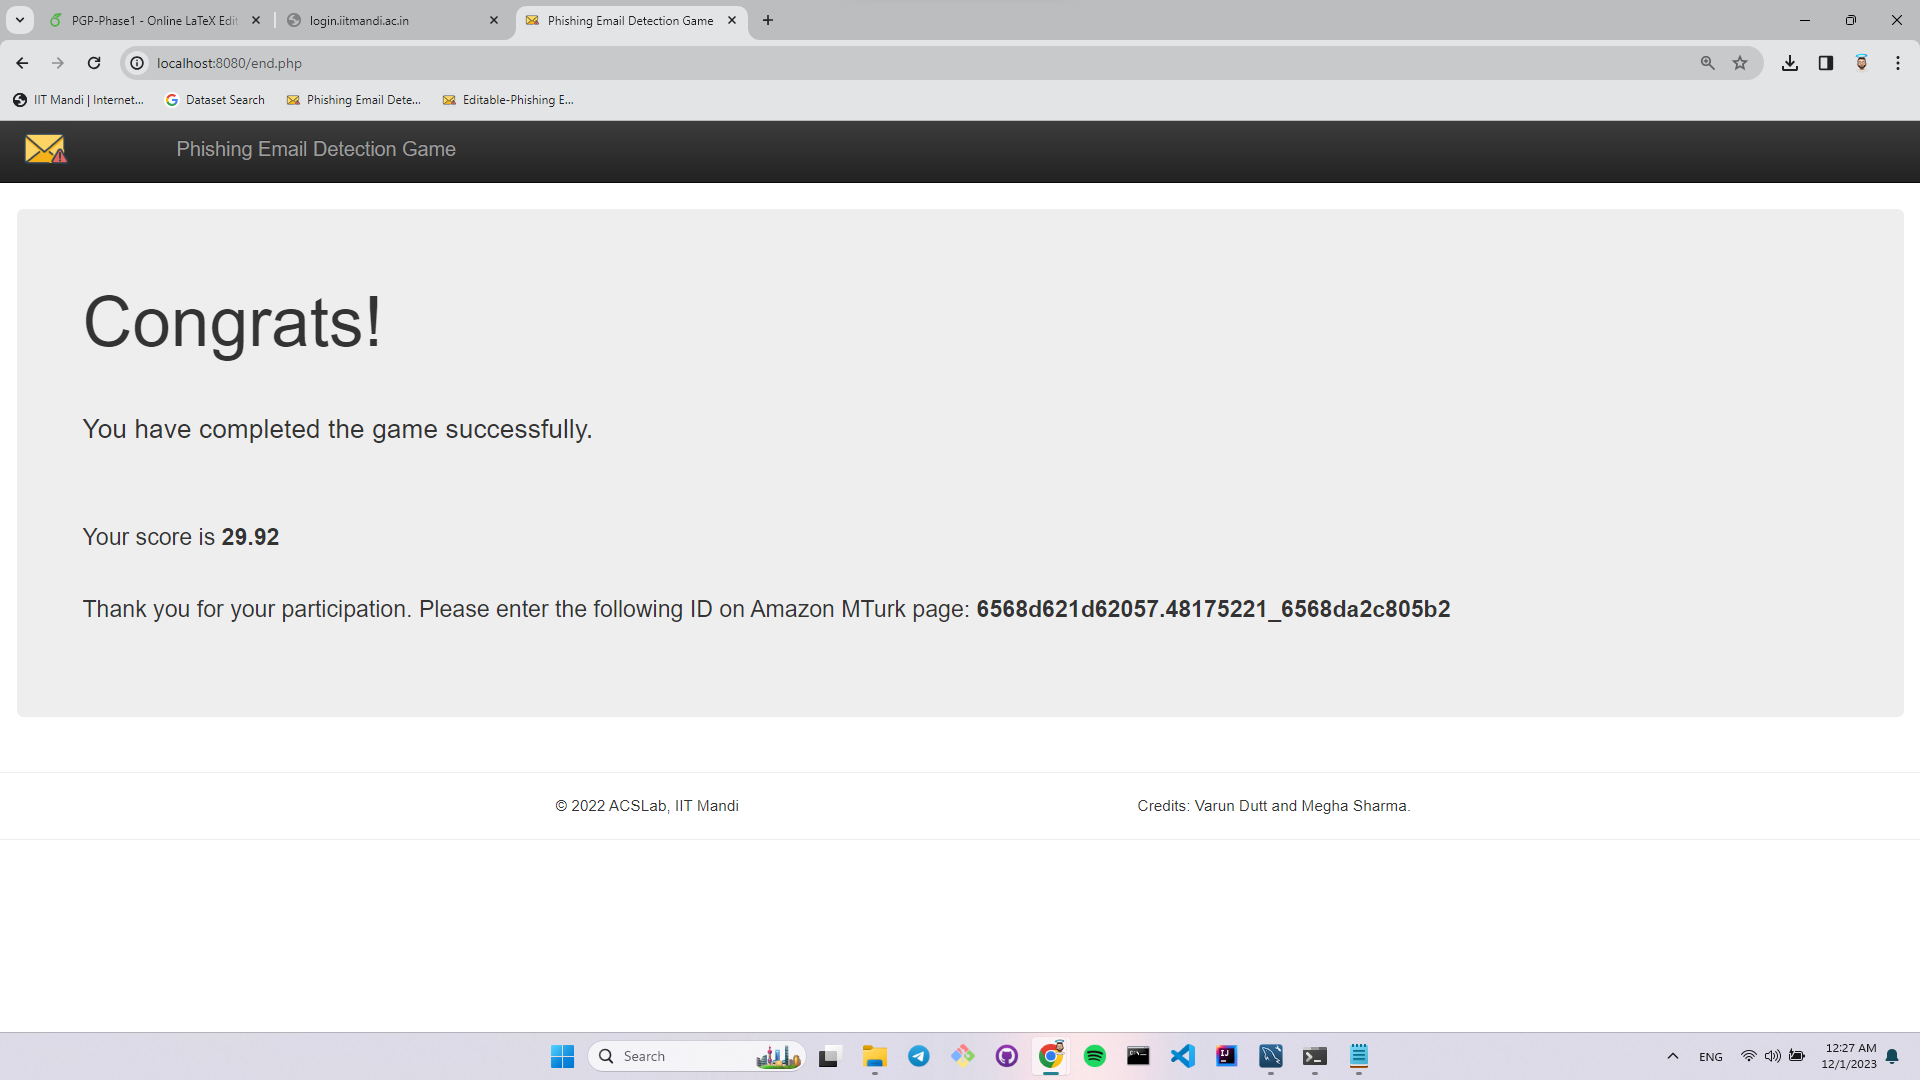 PGP-Phase1 - Online LaTeX Edit
login.iitmandi.ac.in
Phishing Email Detection Game
localhost:8080/end.php
IIT Mandi | Internet...
Dataset Search
Phishing Email Dete...
Editable-Phishing E...
Phishing Email Detection Game
Congrats!
You have completed the game successfully.
Your score is 29.92
Thank you for your participation. Please enter the following ID on Amazon MTurk page: 6568d621d62057.48175221_6568da2c805b2
© 2022 ACSLab, IIT Mandi
Credits: Varun Dutt and Megha Sharma.
Search
ENG
12:27 AM
12/1/2023